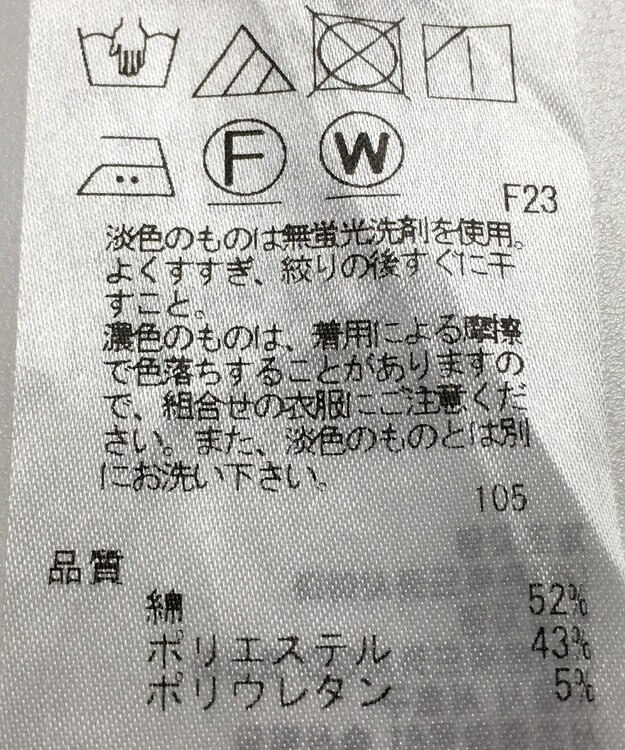 F W
F23
淡色のものは無蛍光洗剤を使用。
よくすすぎ、絞りの後すぐに干
すこと。
濃色のものは、着用による摩擦
で色落ちすることがありますの
で、組合せの衣服にご注意くだ
さい。また、淡色のものとは別
にお洗い下さい。
105
品質
綿 52%
ポリエステル 43%
ポリウレタン 5%